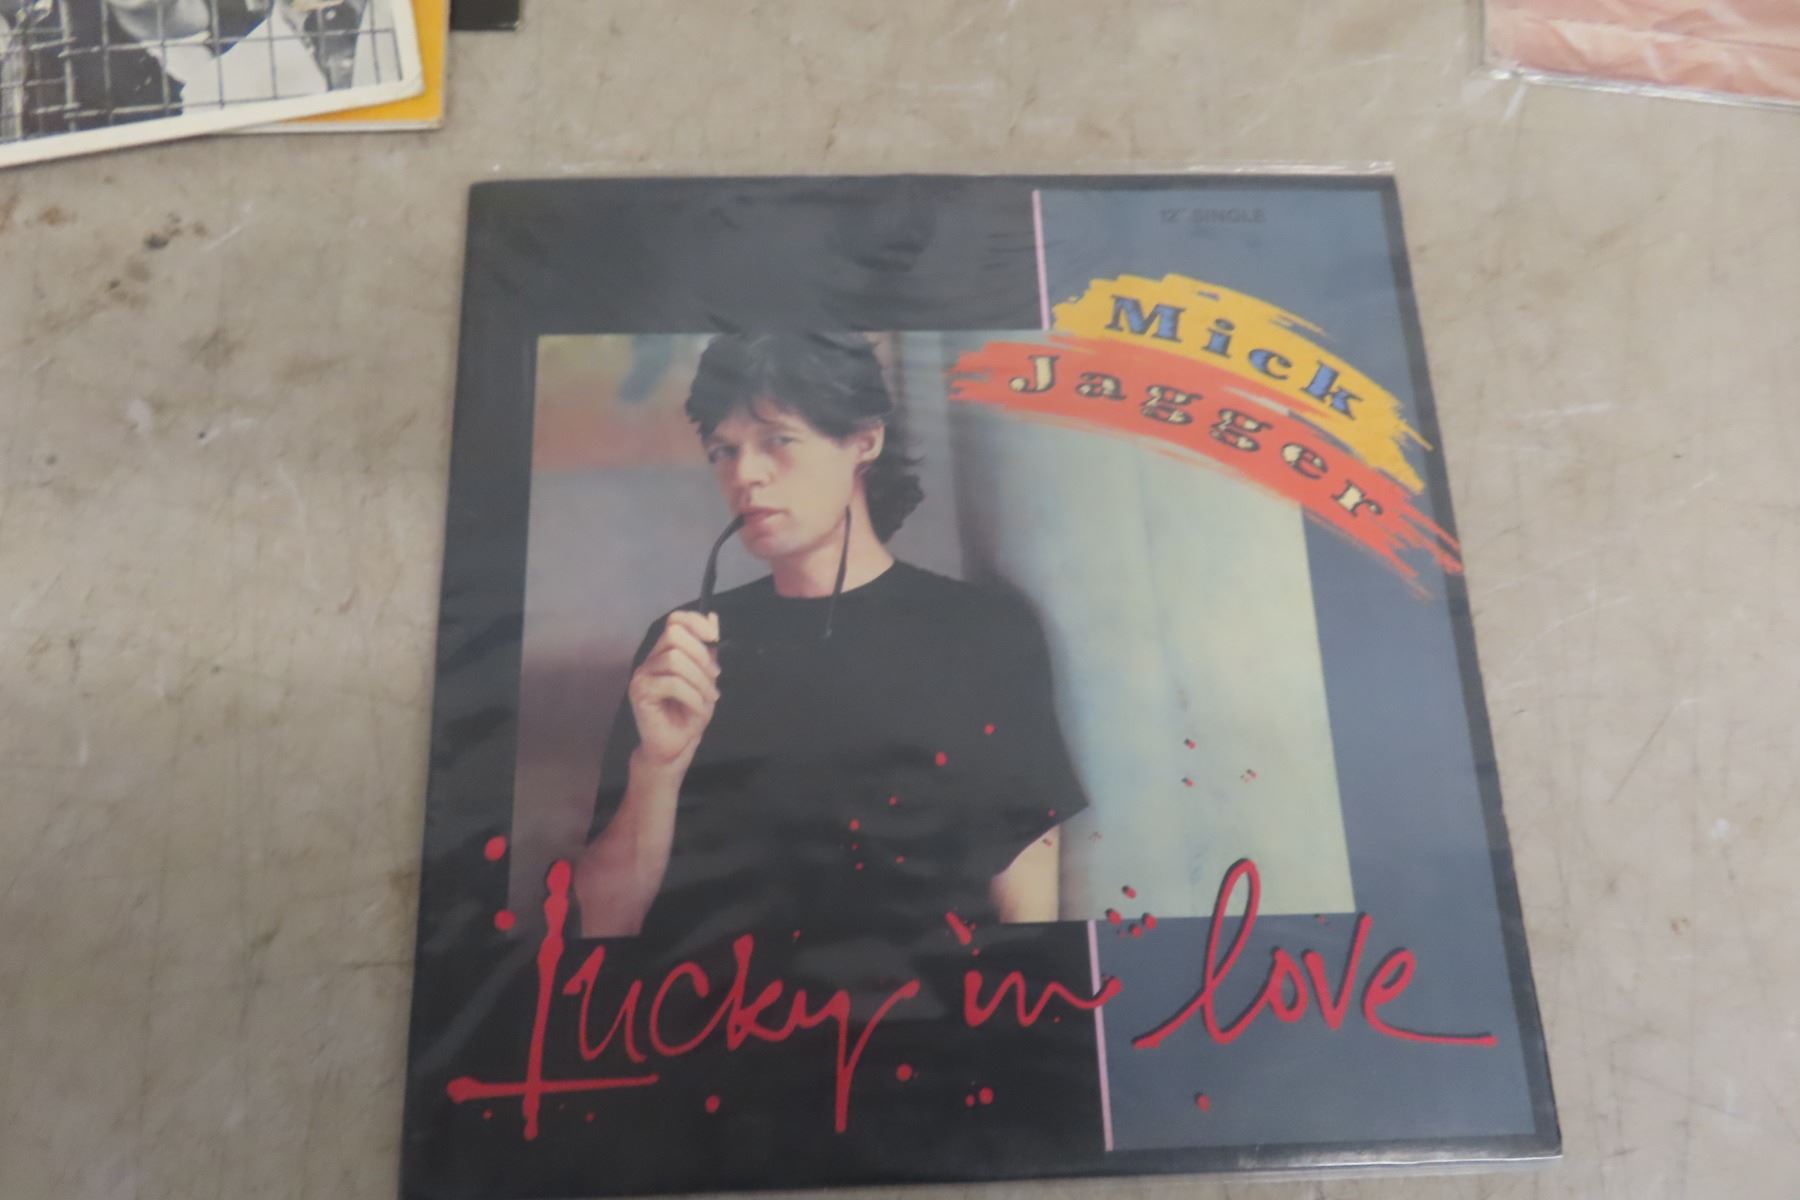 12" SINGLE
Mick
Jagger
Lucky in love